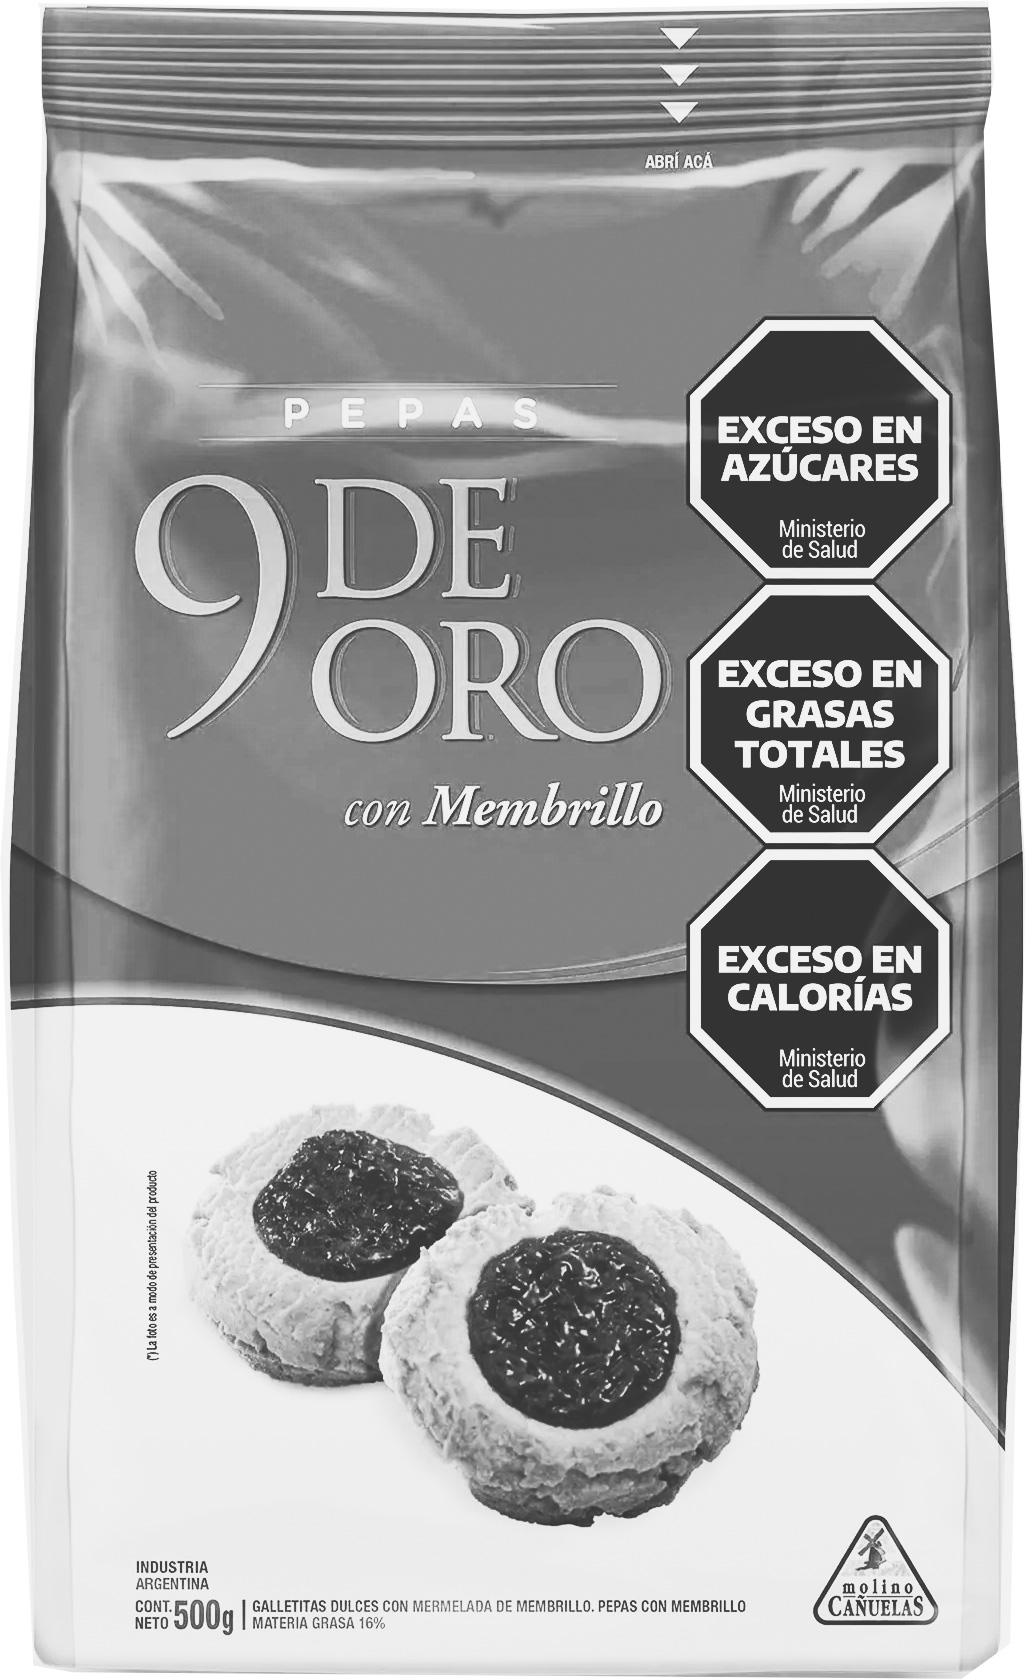 ABRÍ ACÁ
PEPAS
9 DE
ORO
con Membrillo
EXCESO EN
AZÚCARES
Ministerio
de Salud
EXCESO EN
GRASAS
TOTALES
Ministerio
de Salud
EXCESO EN
CALORÍAS
Ministerio
de Salud
(*) La foto es a modo de presentación del producto
INDUSTRIA
ARGENTINA
CONT.
NETO 500g
GALLETITAS DULCES CON MERMELADA DE MEMBRILLO. PEPAS CON MEMBRILLO
MATERIA GRASA 16%
molino
CAÑUELAS